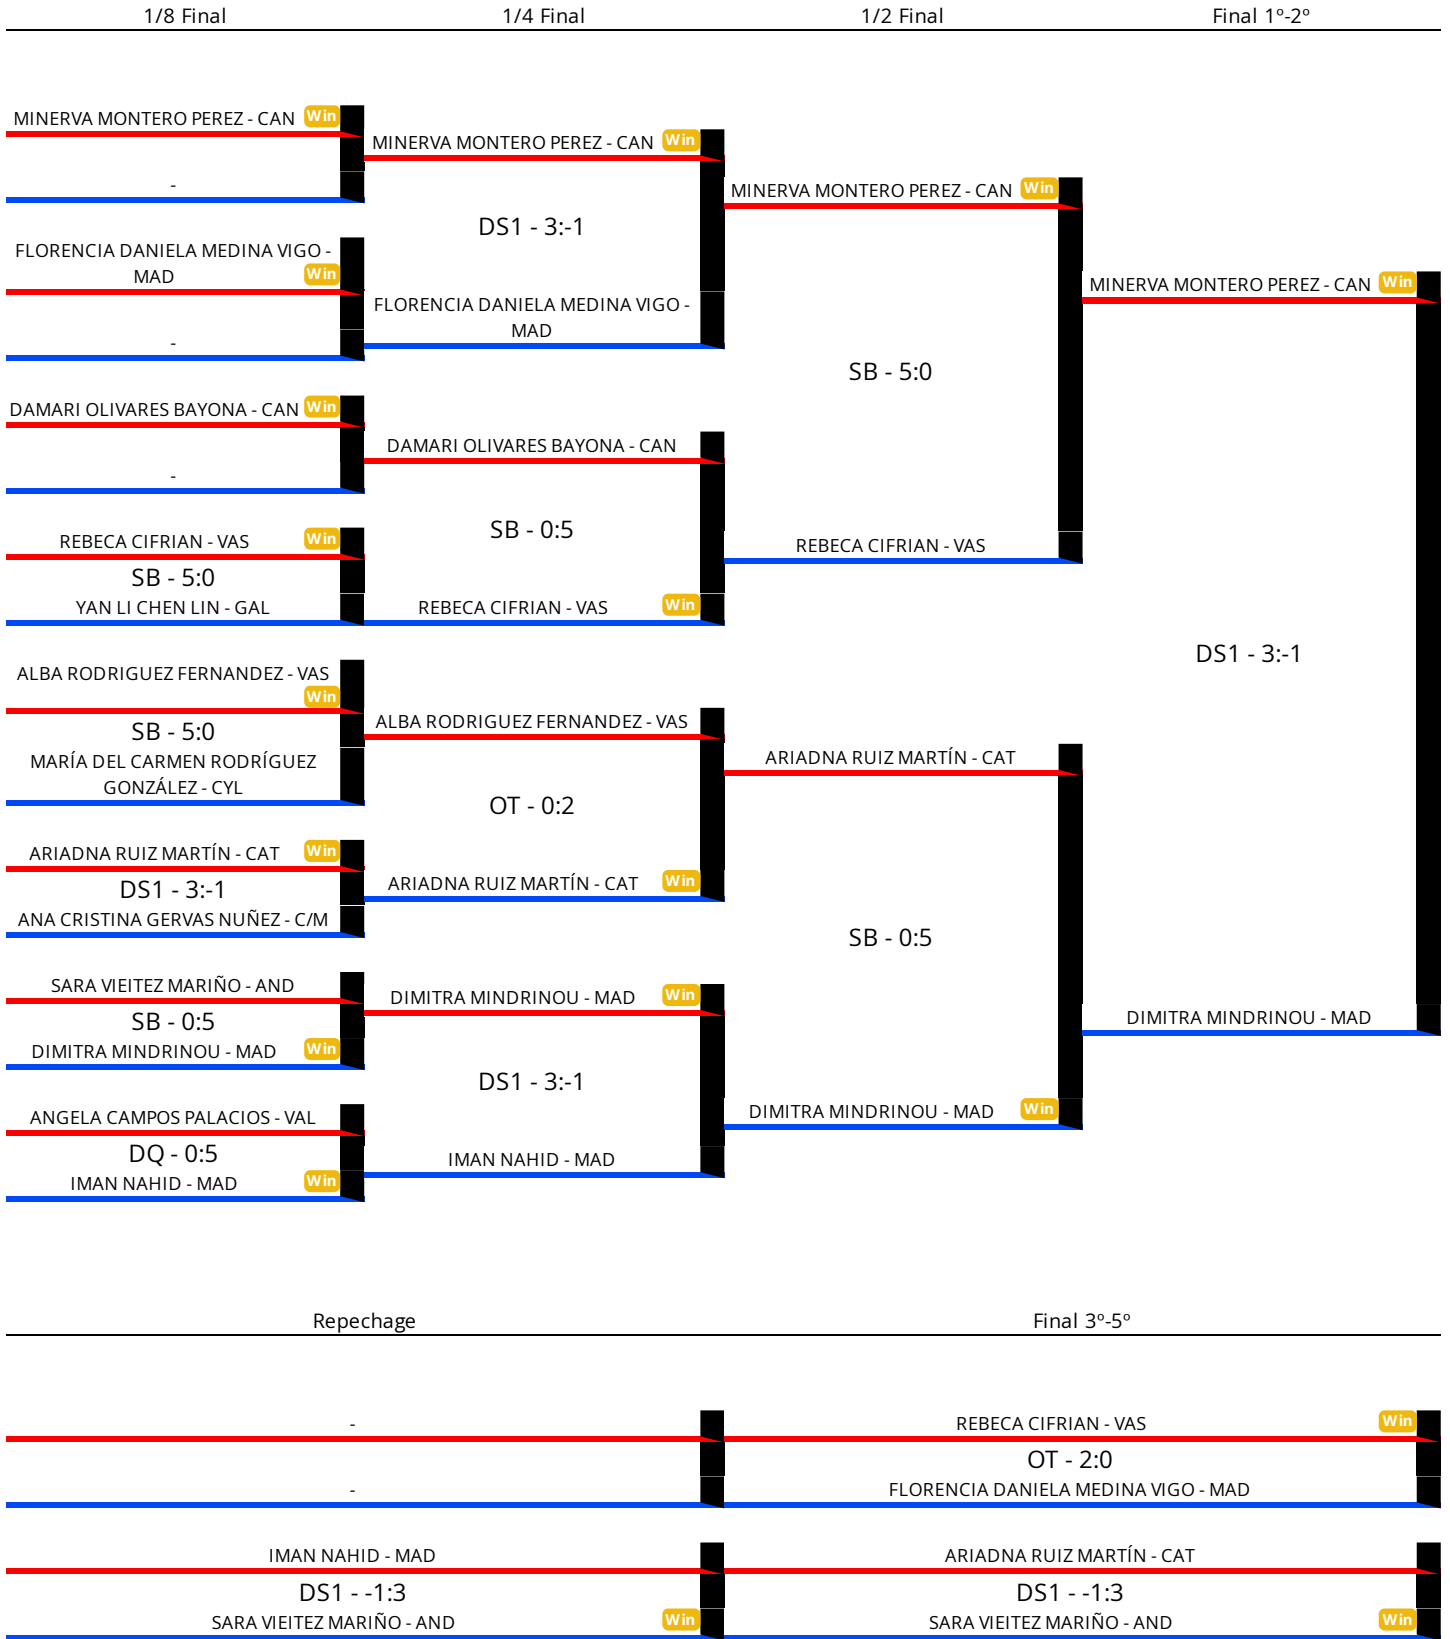 1/8 Final
1/4 Final
1/2 Final
Final 1º-2º
MINERVA MONTERO PEREZ - CAN Win
-
FLORENCIA DANIELA MEDINA VIGO -
MAD Win
-
DAMARI OLIVARES BAYONA - CAN Win
-
REBECA CIFRIAN - VAS Win
SB - 5:0
YAN LI CHEN LIN - GAL
ALBA RODRIGUEZ FERNANDEZ - VAS
Win
SB - 5:0
MARÍA DEL CARMEN RODRÍGUEZ
GONZÁLEZ - CYL
ARIADNA RUIZ MARTÍN - CAT Win
DS1 - 3:-1
ANA CRISTINA GERVAS NUÑEZ - C/M
SARA VIEITEZ MARIÑO - AND
SB - 0:5
DIMITRA MINDRINOU - MAD Win
ANGELA CAMPOS PALACIOS - VAL
DQ - 0:5
IMAN NAHID - MAD Win
MINERVA MONTERO PEREZ - CAN Win
DS1 - 3:-1
FLORENCIA DANIELA MEDINA VIGO -
MAD
DAMARI OLIVARES BAYONA - CAN
SB - 0:5
REBECA CIFRIAN - VAS Win
ALBA RODRIGUEZ FERNANDEZ - VAS
OT - 0:2
ARIADNA RUIZ MARTÍN - CAT Win
DIMITRA MINDRINOU - MAD Win
DS1 - 3:-1
IMAN NAHID - MAD
MINERVA MONTERO PEREZ - CAN Win
SB - 5:0
REBECA CIFRIAN - VAS
ARIADNA RUIZ MARTÍN - CAT
SB - 0:5
DIMITRA MINDRINOU - MAD Win
MINERVA MONTERO PEREZ - CAN Win
DS1 - 3:-1
DIMITRA MINDRINOU - MAD
Repechage
Final 3º-5º
-
-
IMAN NAHID - MAD
DS1 - -1:3
SARA VIEITEZ MARIÑO - AND Win
REBECA CIFRIAN - VAS Win
OT - 2:0
FLORENCIA DANIELA MEDINA VIGO - MAD
ARIADNA RUIZ MARTÍN - CAT
DS1 - -1:3
SARA VIEITEZ MARIÑO - AND Win